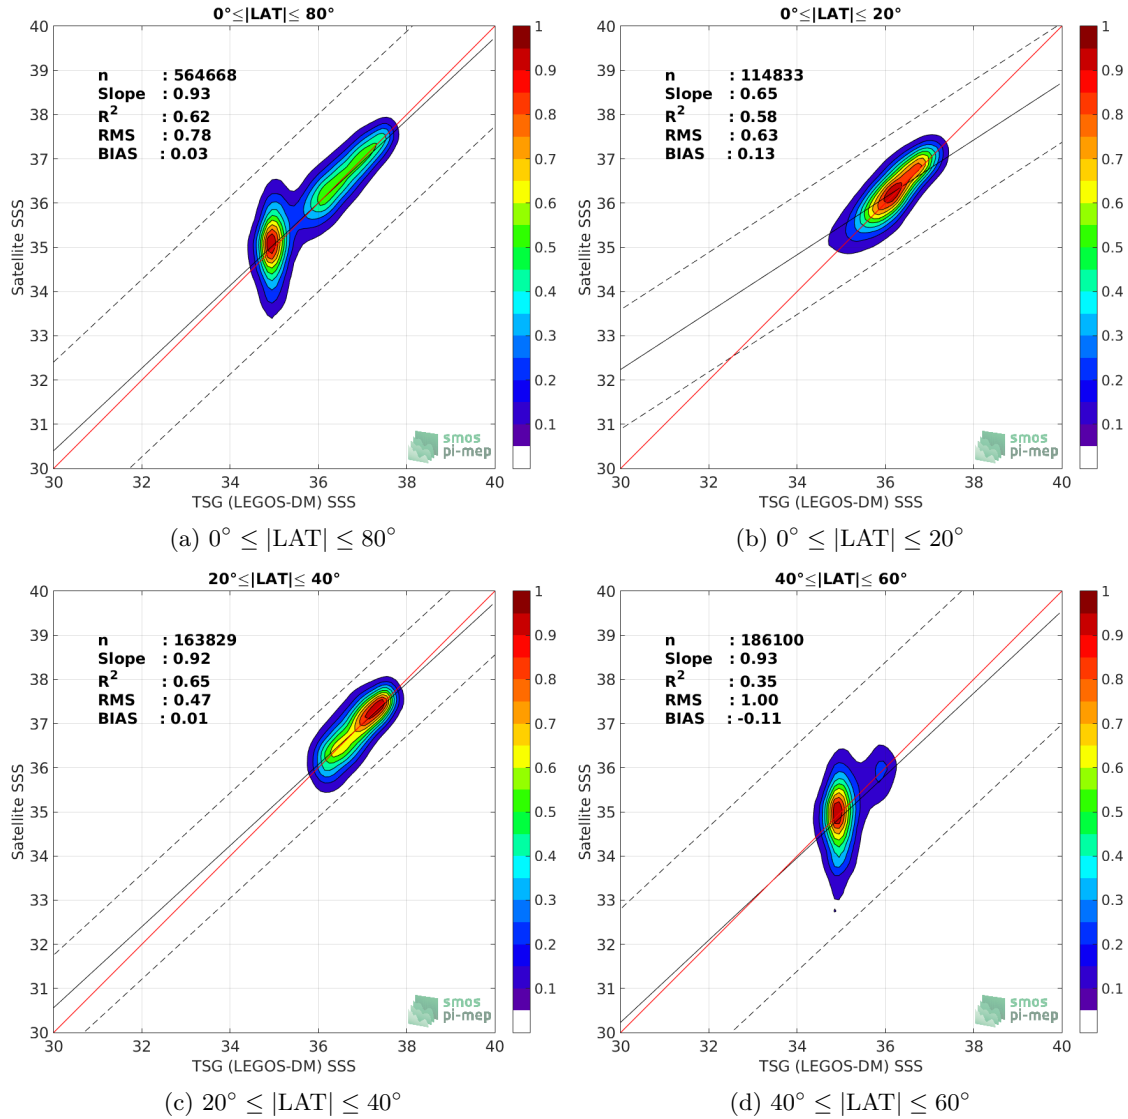 0°≤|LAT|≤ 80°
n : 564668
Slope : 0.93
R2 : 0.62
RMS : 0.78
BIAS : 0.03
Satellite SSS
40
39
38
37
36
35
34
33
32
31
30
30 32 34 36 38 40
TSG (LEGOS-DM) SSS
1
0.9
0.8
0.7
0.6
0.5
0.4
0.3
0.2
0.1
smos
pi-mep
(a) 0° ≤ |LAT| ≤ 80°
0°≤|LAT|≤ 20°
n : 114833
Slope : 0.65
R2 : 0.58
RMS : 0.63
BIAS : 0.13
Satellite SSS
40
39
38
37
36
35
34
33
32
31
30
30 32 34 36 38 40
TSG (LEGOS-DM) SSS
1
0.9
0.8
0.7
0.6
0.5
0.4
0.3
0.2
0.1
smos
pi-mep
(b) 0° ≤ |LAT| ≤ 20°
20°≤|LAT|≤ 40°
n : 163829
Slope : 0.92
R2 : 0.65
RMS : 0.47
BIAS : 0.01
Satellite SSS
40
39
38
37
36
35
34
33
32
31
30
30 32 34 36 38 40
TSG (LEGOS-DM) SSS
1
0.9
0.8
0.7
0.6
0.5
0.4
0.3
0.2
0.1
smos
pi-mep
(c) 20° ≤ |LAT| ≤ 40°
40°≤|LAT|≤ 60°
n : 186100
Slope : 0.93
R2 : 0.35
RMS : 1.00
BIAS : -0.11
Satellite SSS
40
39
38
37
36
35
34
33
32
31
30
30 32 34 36 38 40
TSG (LEGOS-DM) SSS
1
0.9
0.8
0.7
0.6
0.5
0.4
0.3
0.2
0.1
smos
pi-mep
(d) 40° ≤ |LAT| ≤ 60°